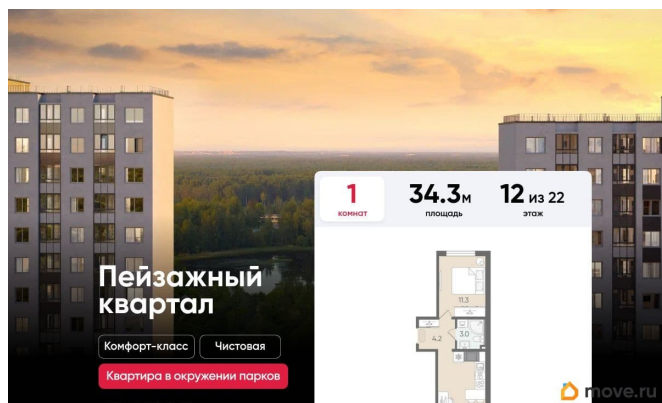 1
комнат
34.3м
площадь
12 из 22
этаж
Пейзажный
квартал
Комфорт-класс
Чистовая
Квартира в окружении парков
11.3
4.2
3.0
move.ru